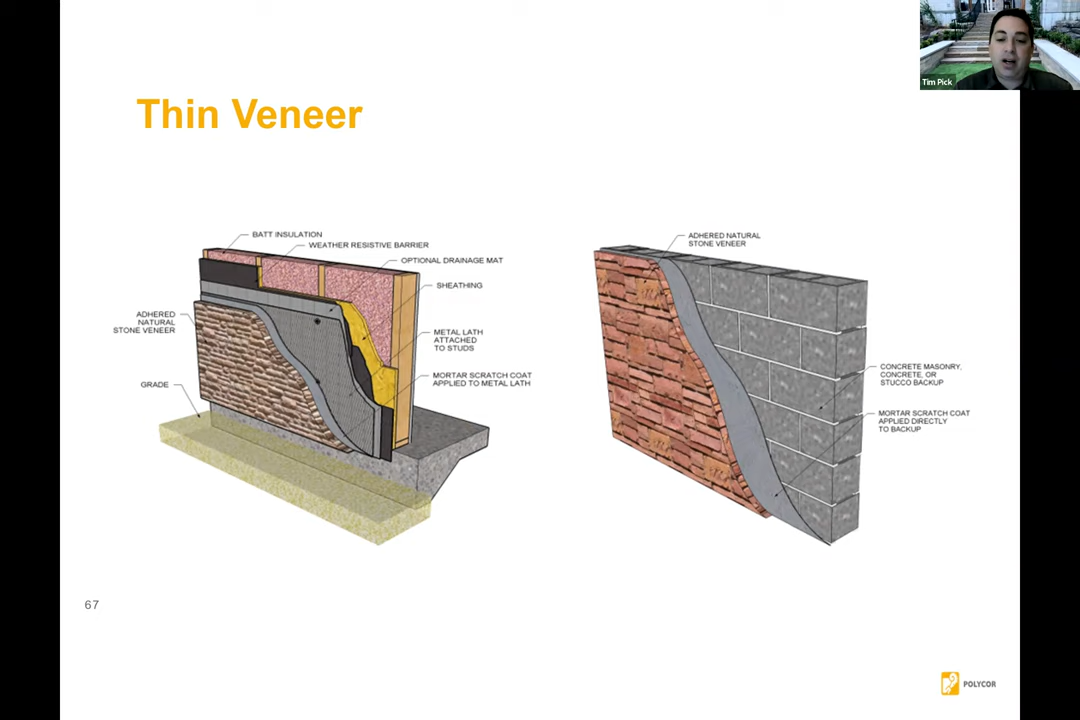 Tim Pick
Thin Veneer
BATT INSULATION
WEATHER RESISTIVE BARRIER
OPTIONAL DRAINAGE MAT
SHEATHING
ADHERED
NATURAL
STONE VENEER
METAL LATH
ATTACHED
TO STUDS
GRADE
MORTAR SCRATCH COAT
APPLIED TO METAL LATH
ADHERED NATURAL
STONE VENEER
CONCRETE MASONRY,
CONCRETE, OR
STUCCO BACKUP
MORTAR SCRATCH COAT
APPLIED DIRECTLY
TO BACKUP
67
POLYCOR